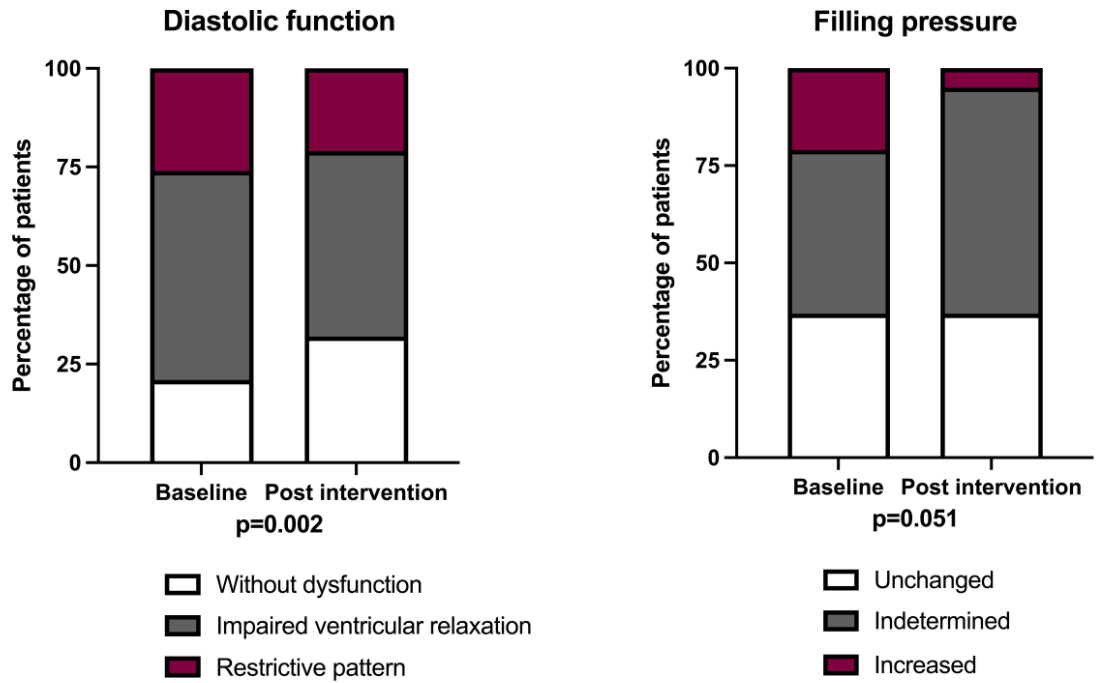 Diastolic function
100
75
50
25
0
Percentage of patients
Baseline Post intervention
p=0.002
Without dysfunction
Impaired ventricular relaxation
Restrictive pattern
Filling pressure
100
75
50
25
0
Percentage of patients
Baseline Post intervention
p=0.051
Unchanged
Indetermined
Increased